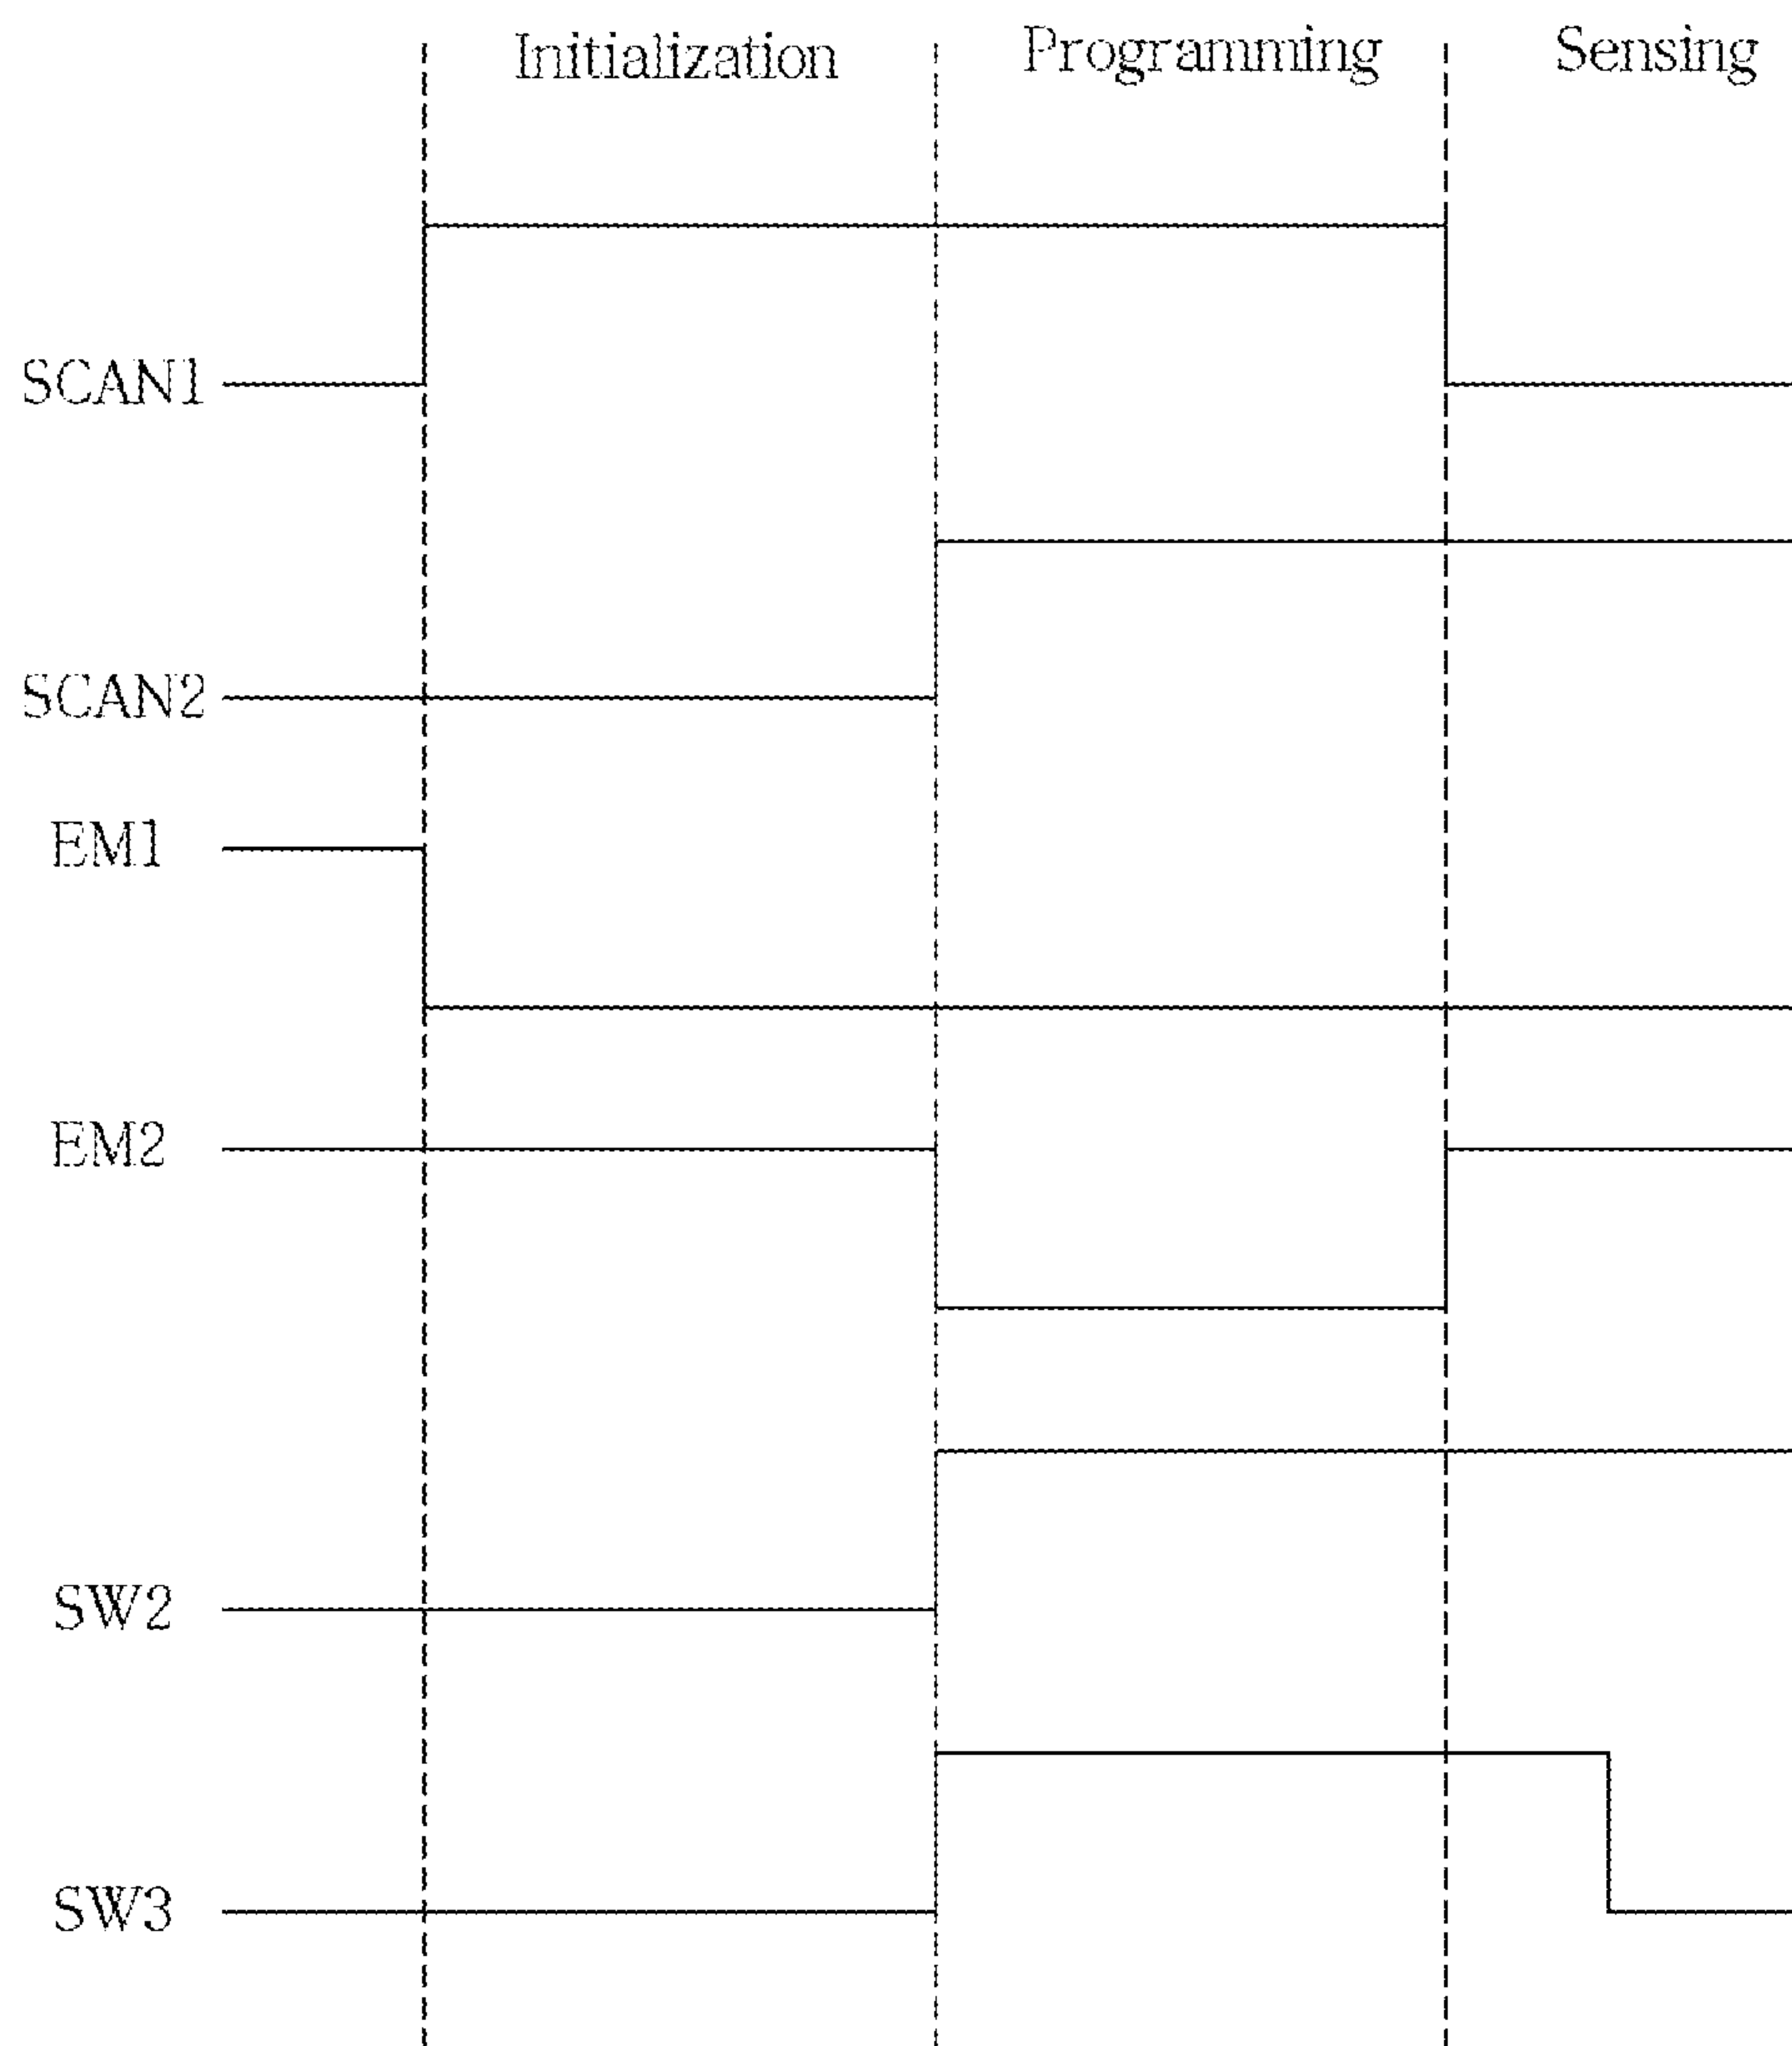 Initialization Programming Sensing
SCAN1
SCAN2
EM1
EM2
SW2
SW3